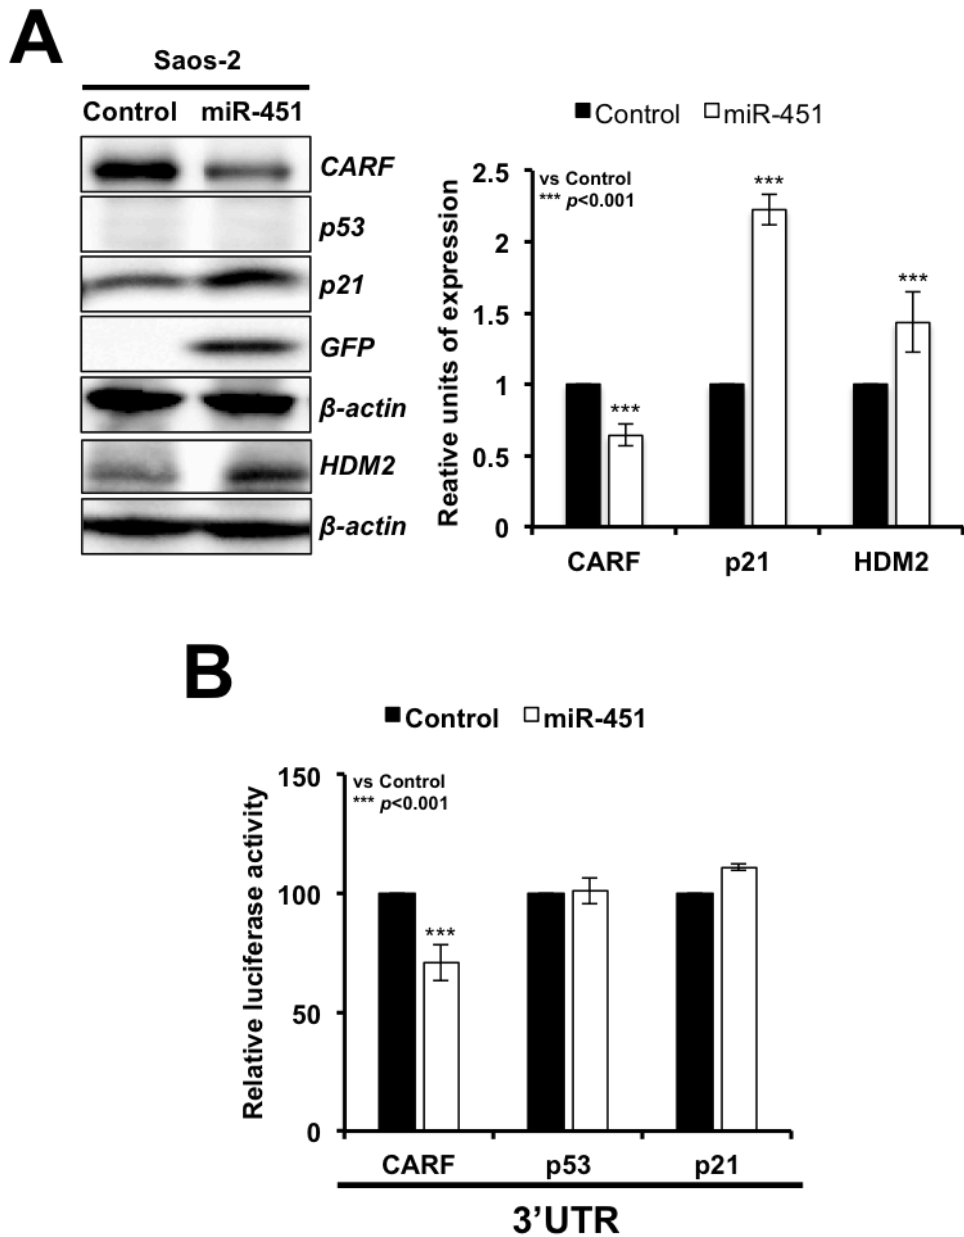 A
Saos-2
Control miR-451
CARF
p53
p21
GFP
β-actin
HDM2
β-actin
Control miR-451
Reative units of expression
2.5
2
1.5
1
0.5
0
vs Control
*** p<0.001
***
***
***
CARF p21 HDM2
B
Control miR-451
Relative luciferase activity
150
100
50
0
vs Control
*** p<0.001
***
CARF p53 p21
3’UTR